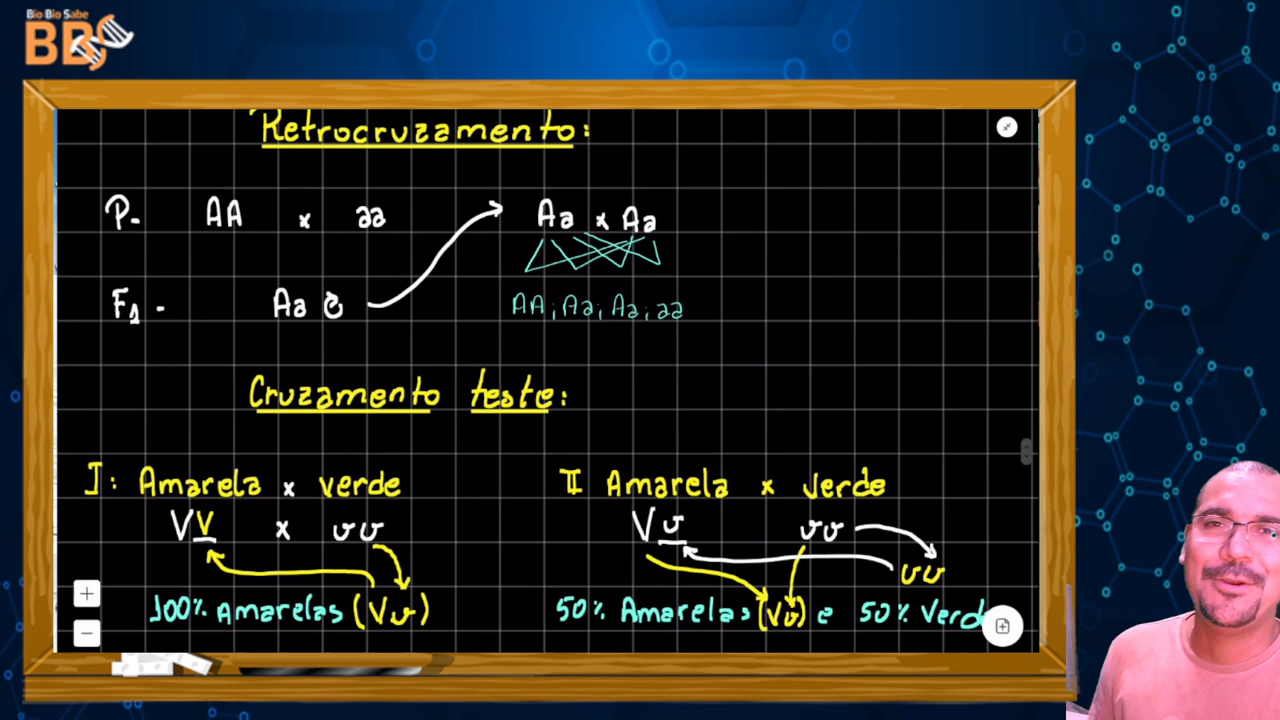 Bio Bio Sabe
BBS
Retrocruzamento:
P- AA x aa Aa x Aa
F1 - Aa AA; Aa; Aa; aa
Cruzamento teste:
I: Amarela x verde
VV x vv
100% Amarelas (Vv)
II Amarela x verde
Vv vv
vv
50% Amarelas (Vv) e 50% Verd